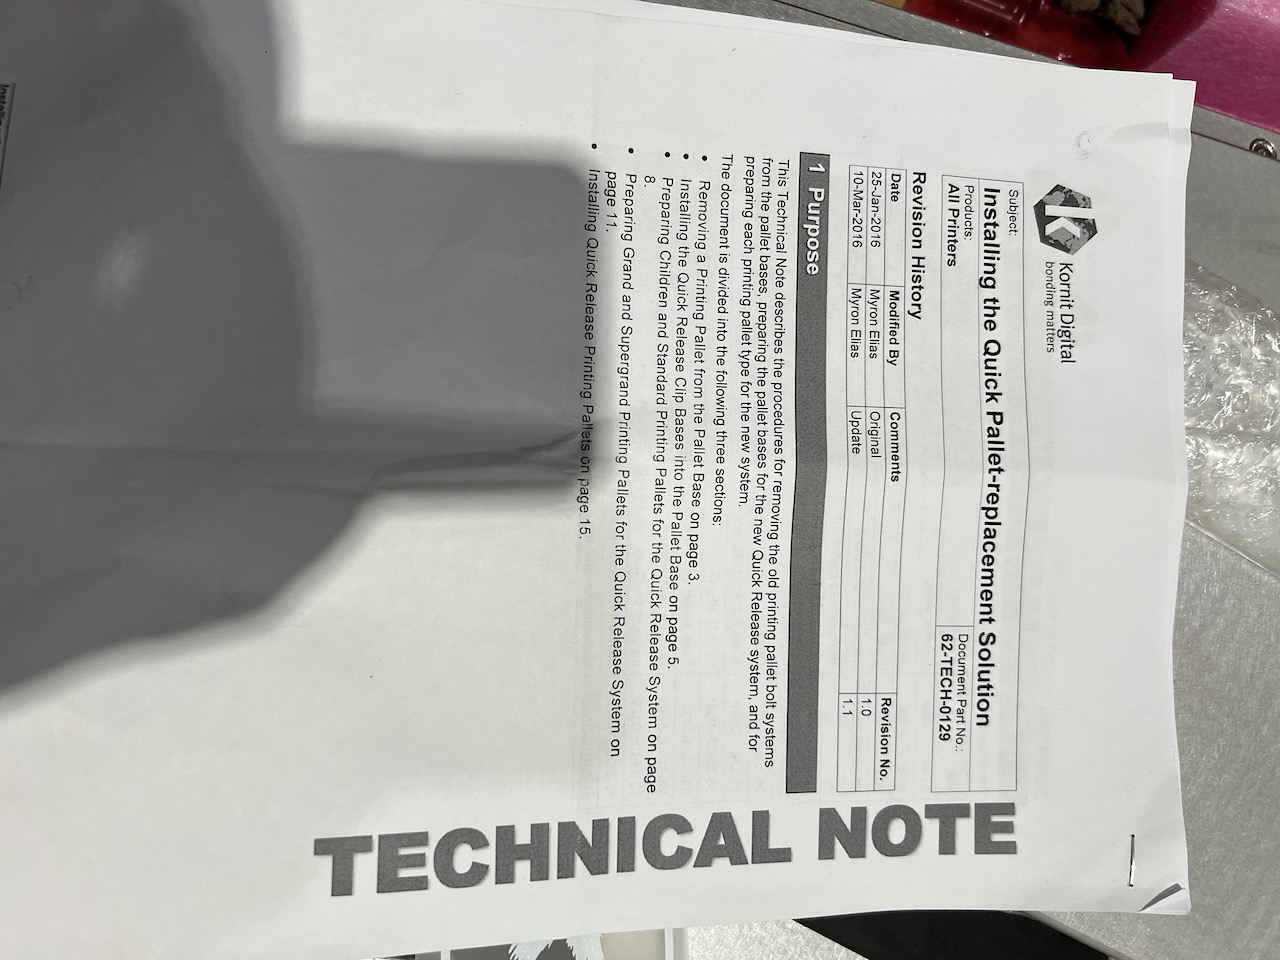 Kornit Digital
bonding matters
Subject:
Installing the Quick Pallet-replacement Solution
Products:
All Printers
Document Part No.:
62-TECH-0129
Revision History
Date Modified By Comments Revision No.
25-Jan-2016 Myron Elias Original 1.0
10-Mar-2016 Myron Elias Update 1.1
1 Purpose
This Technical Note describes the procedures for removing the old printing pallet bolt systems
from the pallet bases, preparing the pallet bases for the new Quick Release system, and for
preparing each printing pallet type for the new system.
The document is divided into the following three sections:
• Removing a Printing Pallet from the Pallet Base on page 3.
• Installing the Quick Release Clip Bases into the Pallet Base on page 5.
• Preparing Children and Standard Printing Pallets for the Quick Release System on page
8.
• Preparing Grand and Supergrand Printing Pallets for the Quick Release System on
page 11.
• Installing Quick Release Printing Pallets on page 15.
TECHNICAL NOTE